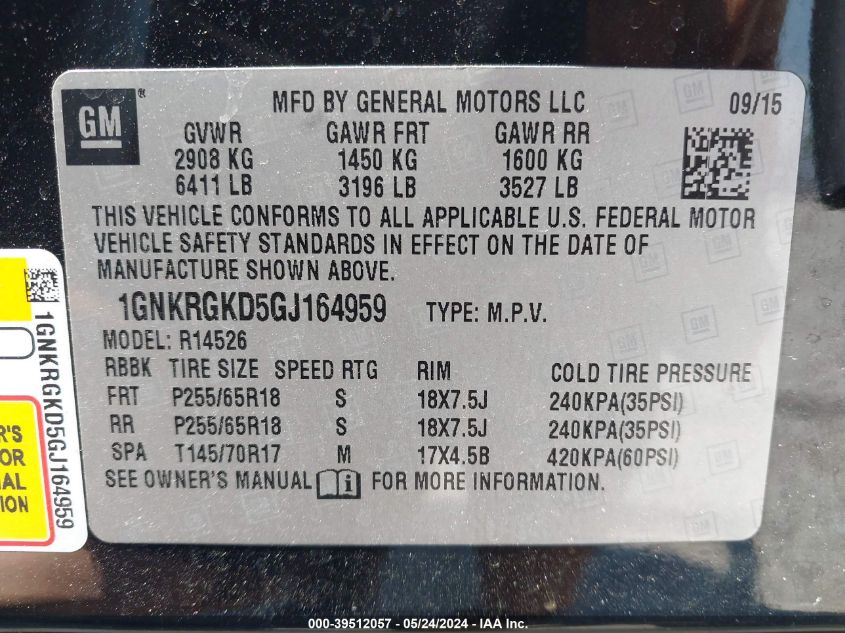 GM ®
MFD BY GENERAL MOTORS LLC 09/15
GVWR GAWR FRT GAWR RR
2908 KG 1450 KG 1600 KG
6411 LB 3196 LB 3527 LB
THIS VEHICLE CONFORMS TO ALL APPLICABLE U.S. FEDERAL MOTOR
VEHICLE SAFETY STANDARDS IN EFFECT ON THE DATE OF
MANUFACTURE SHOWN ABOVE.
1GNKRGKD5GJ164959 TYPE: M.P.V.
MODEL: R14526
RBBK TIRE SIZE SPEED RTG RIM COLD TIRE PRESSURE
FRT P255/65R18 S 18X7.5J 240KPA(35PSI)
RR P255/65R18 S 18X7.5J 240KPA(35PSI)
SPA T145/70R17 M 17X4.5B 420KPA(60PSI)
SEE OWNER'S MANUAL FOR MORE INFORMATION.
1GNKRGKD5GJ164959
R'S
OR
AL
ION
000-39512057 - 05/24/2024 - IAA Inc.